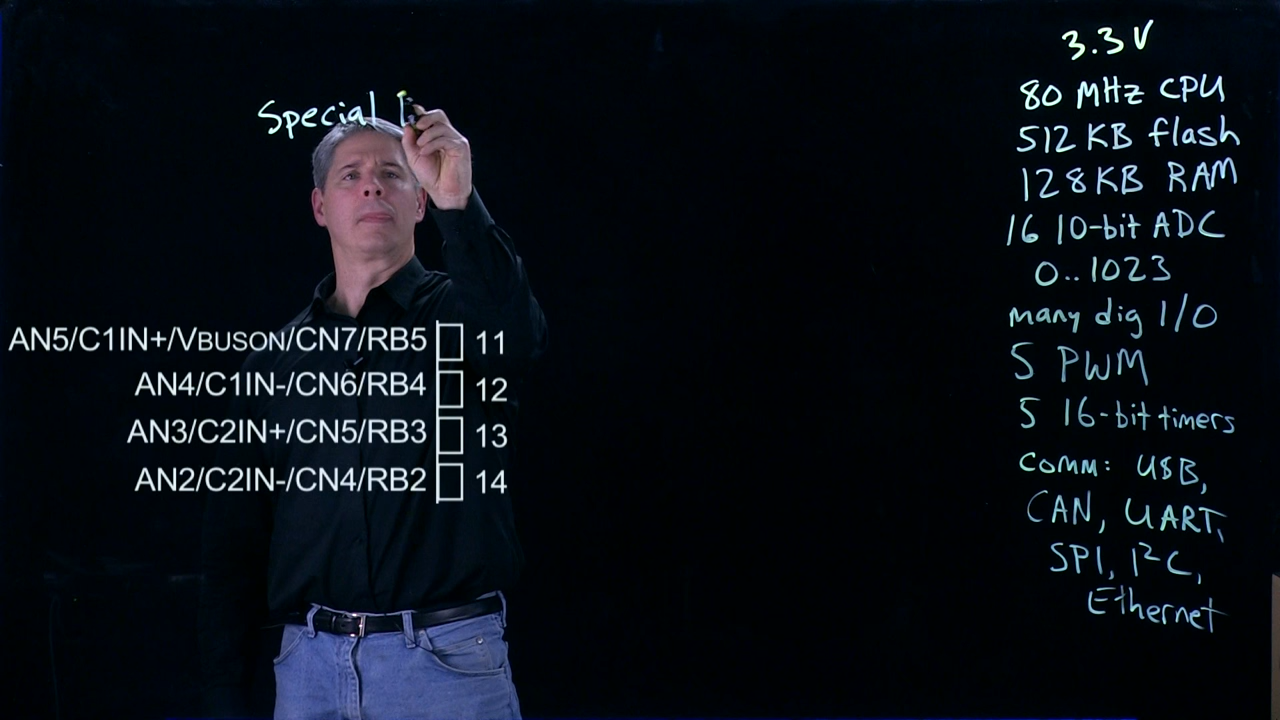 Special
AN5/C1IN+/VBUSON/CN7/RB5 11
AN4/C1IN-/CN6/RB4 12
AN3/C2IN+/CN5/RB3 13
AN2/C2IN-/CN4/RB2 14
3.3 V
80 MHz CPU
512 KB flash
128 KB RAM
16 10-bit ADC
0..1023
many dig I/O
5 PWM
5 16-bit timers
comm: USB,
CAN, UART,
SPI, I²C,
Ethernet